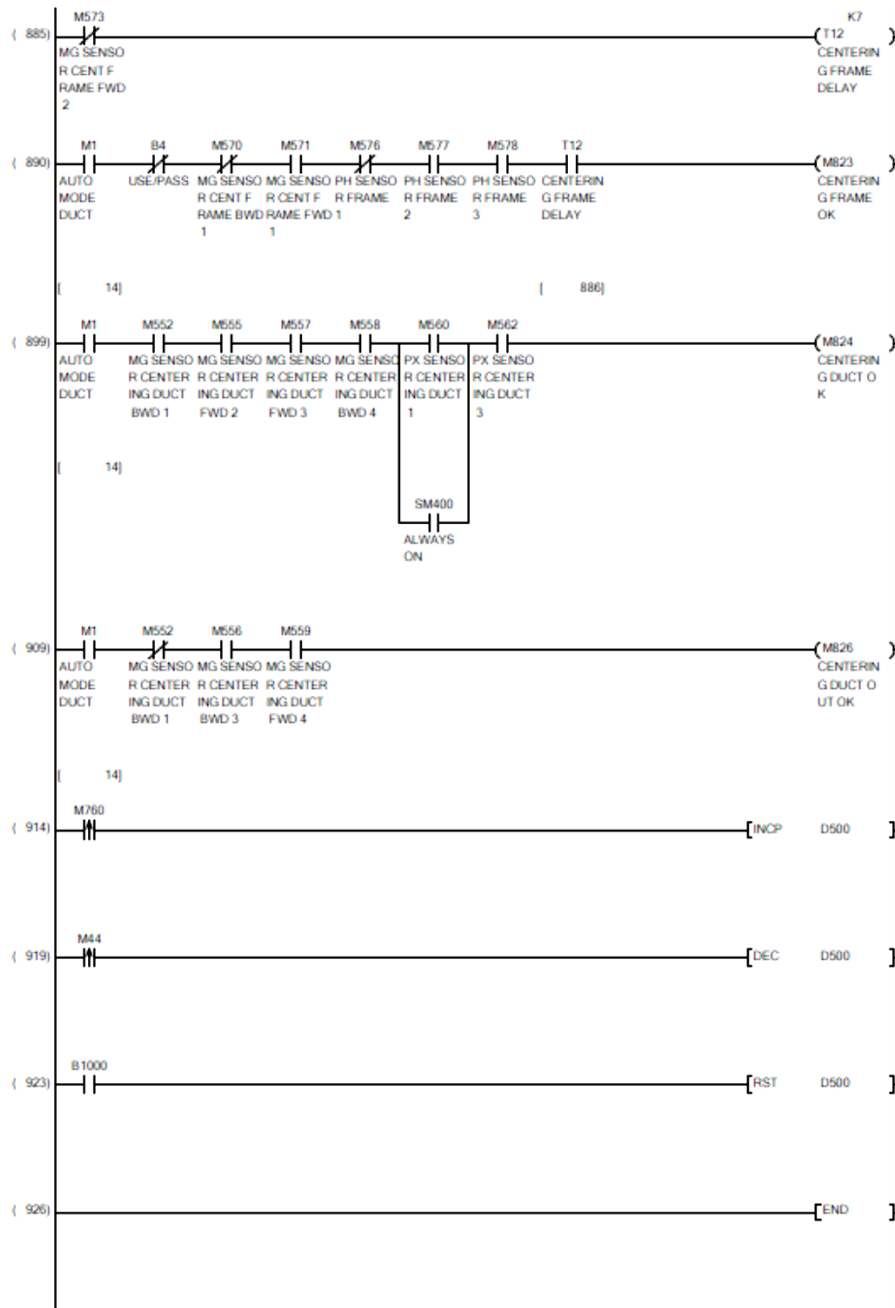 M573 K7
( 885) (T12 )
MG SENSO CENTERIN
R CENT F G FRAME
RAME FWD DELAY
2
M1 B4 M570 M571 M576 M577 M578 T12
( 890) (M823 )
AUTO USE/PASS MG SENSO MG SENSO PH SENSO PH SENSO PH SENSO CENTERIN CENTERIN
MODE R CENT F R CENT F R FRAME R FRAME R FRAME G FRAME G FRAME
DUCT RAME BWD RAME FWD 1 2 3 DELAY OK
1 1
[ 14] [ 886]
M1 M552 M555 M557 M558 M560 M562
( 899) (M824 )
AUTO MG SENSO MG SENSO MG SENSO MG SENSO PX SENSO PX SENSO CENTERIN
MODE R CENTER R CENTER R CENTER R CENTER R CENTER R CENTER G DUCT O
DUCT ING DUCT ING DUCT ING DUCT ING DUCT ING DUCT ING DUCT K
BWD 1 FWD 2 FWD 3 BWD 4 1 3
[ 14]
SM400
ALWAYS
ON
M1 M552 M556 M559
( 909) (M826 )
AUTO MG SENSO MG SENSO MG SENSO CENTERIN
MODE R CENTER R CENTER R CENTER G DUCT O
DUCT ING DUCT ING DUCT ING DUCT UT OK
BWD 1 BWD 3 FWD 4
[ 14]
M760
( 914) [INCP D500 ]
M44
( 919) [DEC D500 ]
B1000
( 923) [RST D500 ]
( 926) [END ]